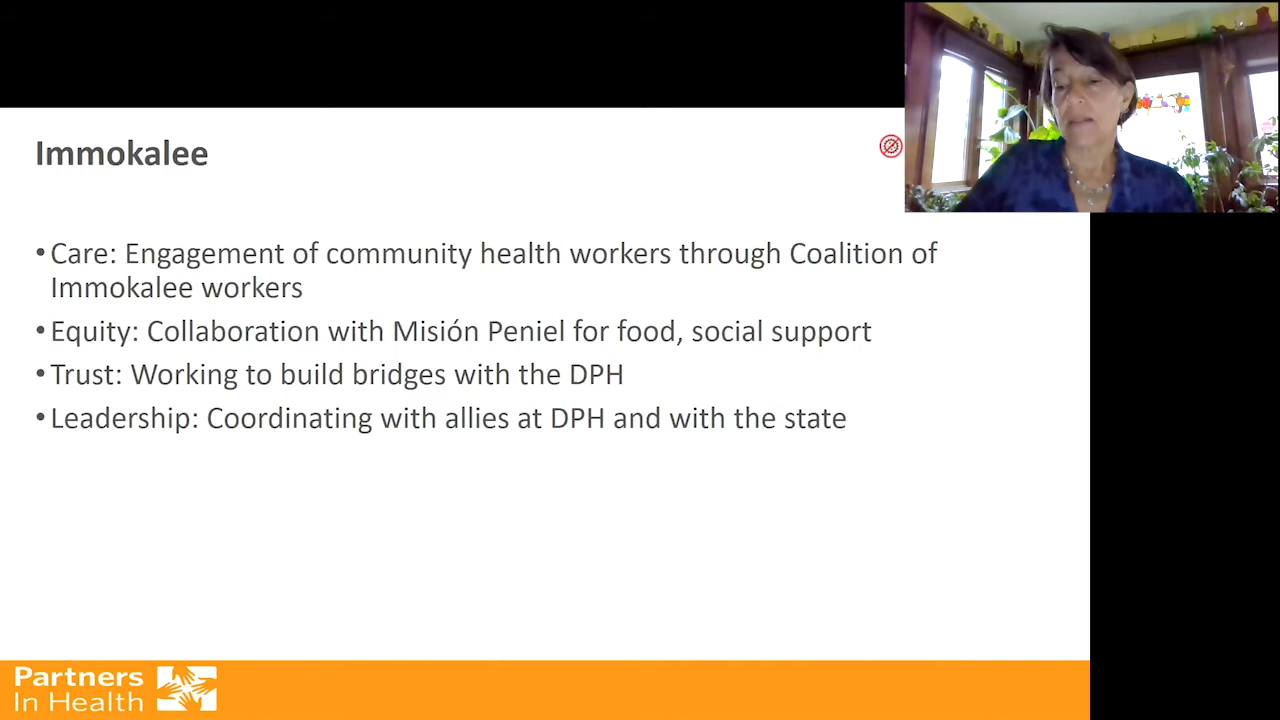 Immokalee
•Care: Engagement of community health workers through Coalition of
Immokalee workers
•Equity: Collaboration with Misión Peniel for food, social support
•Trust: Working to build bridges with the DPH
•Leadership: Coordinating with allies at DPH and with the state
Partners
In Health